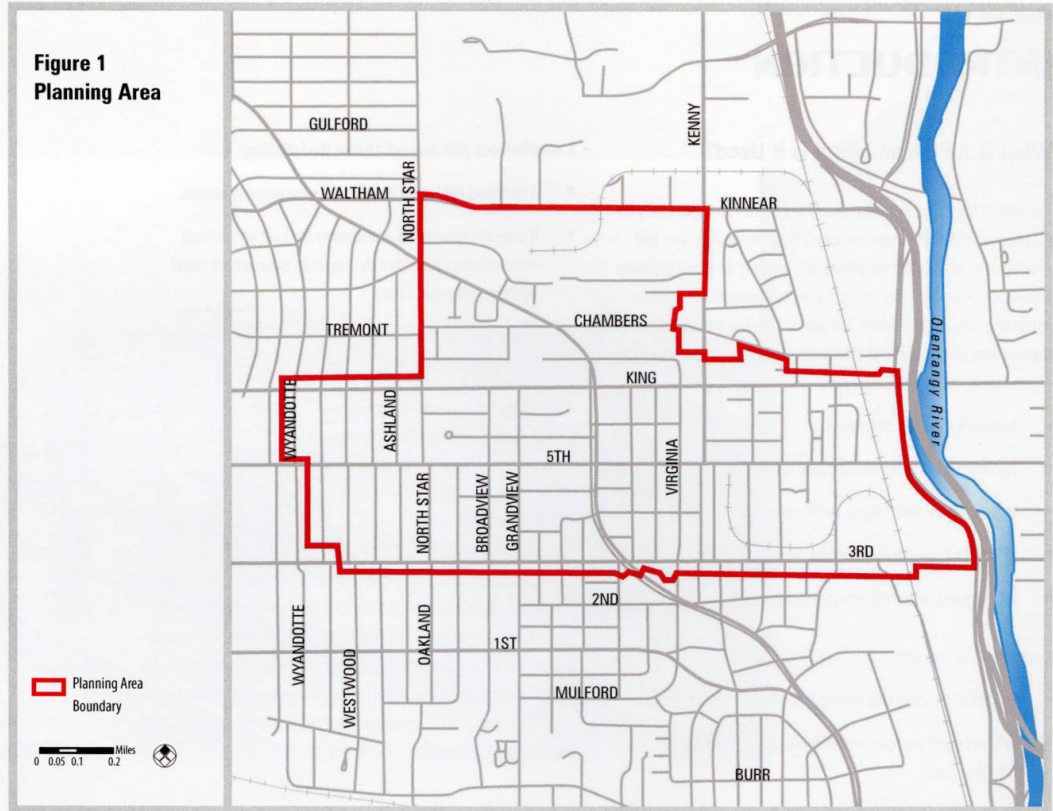 Figure 1
Planning Area
GULFORD
KENNY
WALTHAM
NORTH STAR
KINNEAR
TREMONT
CHAMBERS
Olentangy River
KING
WYANDOTTE
ASHLAND
5TH
VIRGINIA
NORTH STAR
BROADVIEW
GRANDVIEW
3RD
2ND
WYANDOTTE
OAKLAND
1ST
WESTWOOD
MULFORD
BURR
Planning Area
Boundary
Miles
0 0.05 0.1 0.2